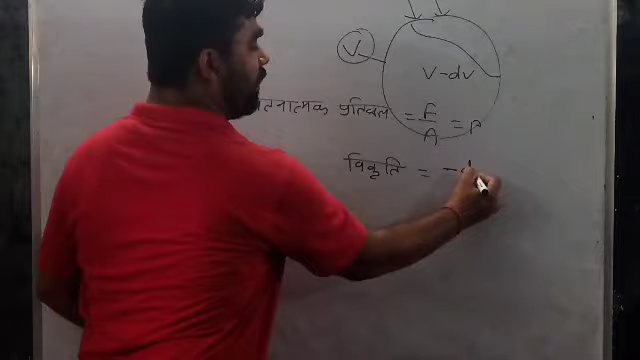 V
V-dv
प्रतिबल = F/A = P
विकृति = -d